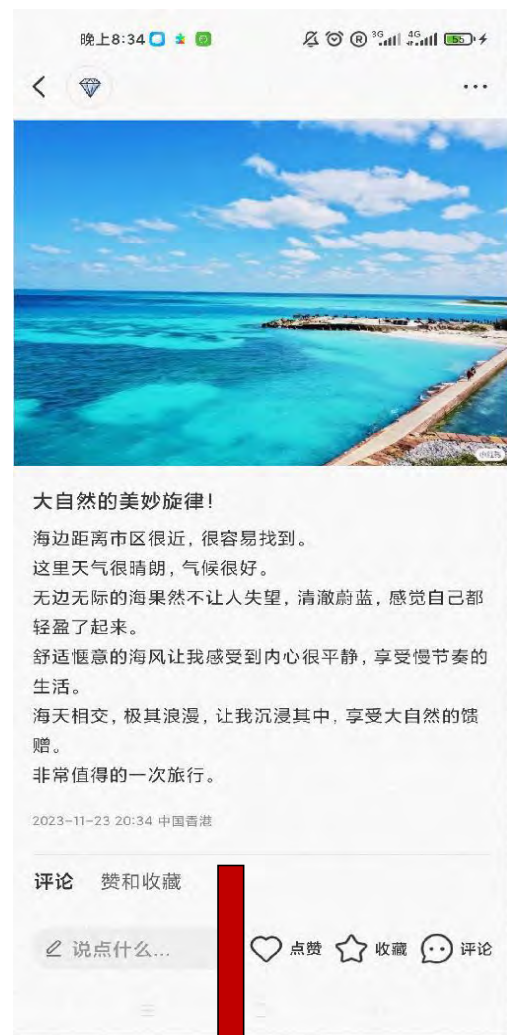 晚上8:34
3G
4G
55
小红书
大自然的美妙旋律！
海边距离市区很近，很容易找到。
这里天气很晴朗，气候很好。
无边无际的海果然不让人失望，清澈蔚蓝，感觉自己都
轻盈了起来。
舒适惬意的海风让我感受到内心很平静，享受慢节奏的
生活。
海天相交，极其浪漫，让我沉浸其中，享受大自然的馈
赠。
非常值得的一次旅行。
2023-11-23 20:34 中国香港
评论 赞和收藏
说点什么... 点赞 收藏 评论